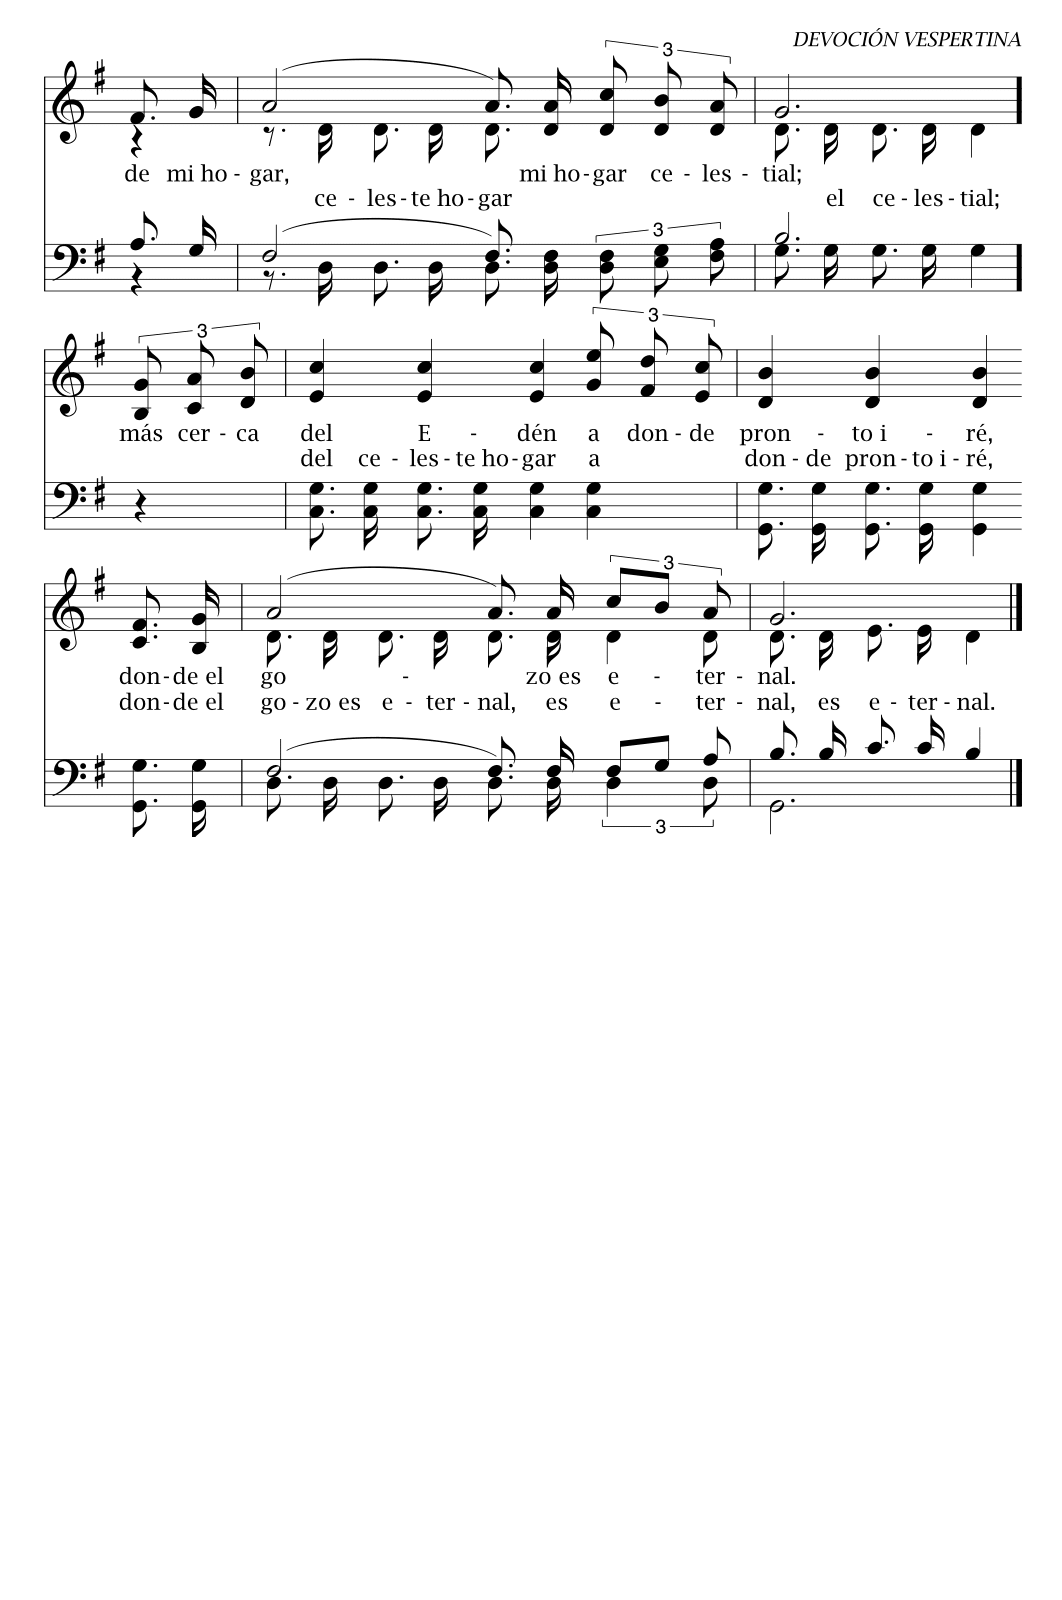 DEVOCIÓN VESPERTINA
3
de mi ho - gar, mi ho - gar ce - les - tial;
ce - les - te ho - gar el ce - les - tial;
3
3 3
más cer - ca del E - dén a don - de pron - to i - ré,
del ce - les - te ho - gar a don - de pron - to i - ré,
3
don - de el go - zo es e - ter - nal.
don - de el go - zo es e - ter - nal, es e - ter - nal, es e - ter - nal.
3